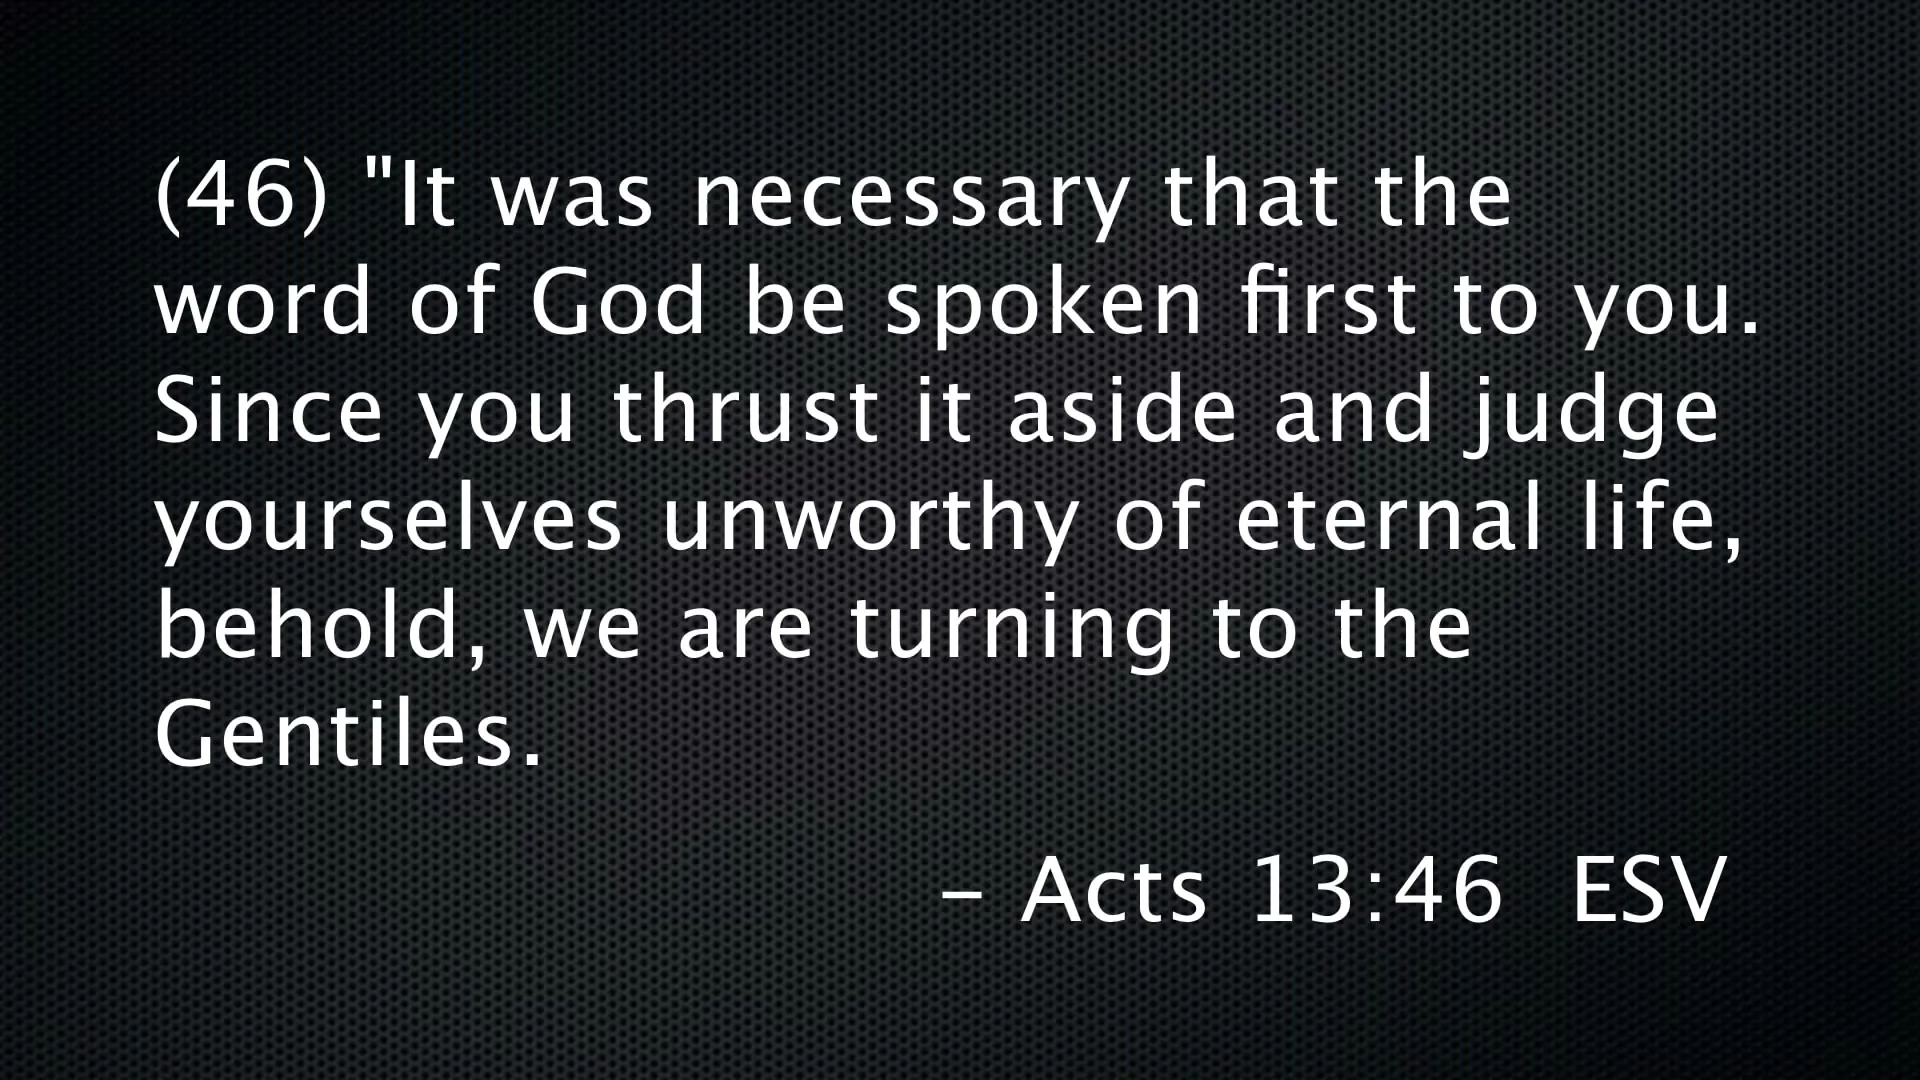 (46) "It was necessary that the
word of God be spoken first to you.
Since you thrust it aside and judge
yourselves unworthy of eternal life,
behold, we are turning to the
Gentiles.
– Acts 13:46  ESV